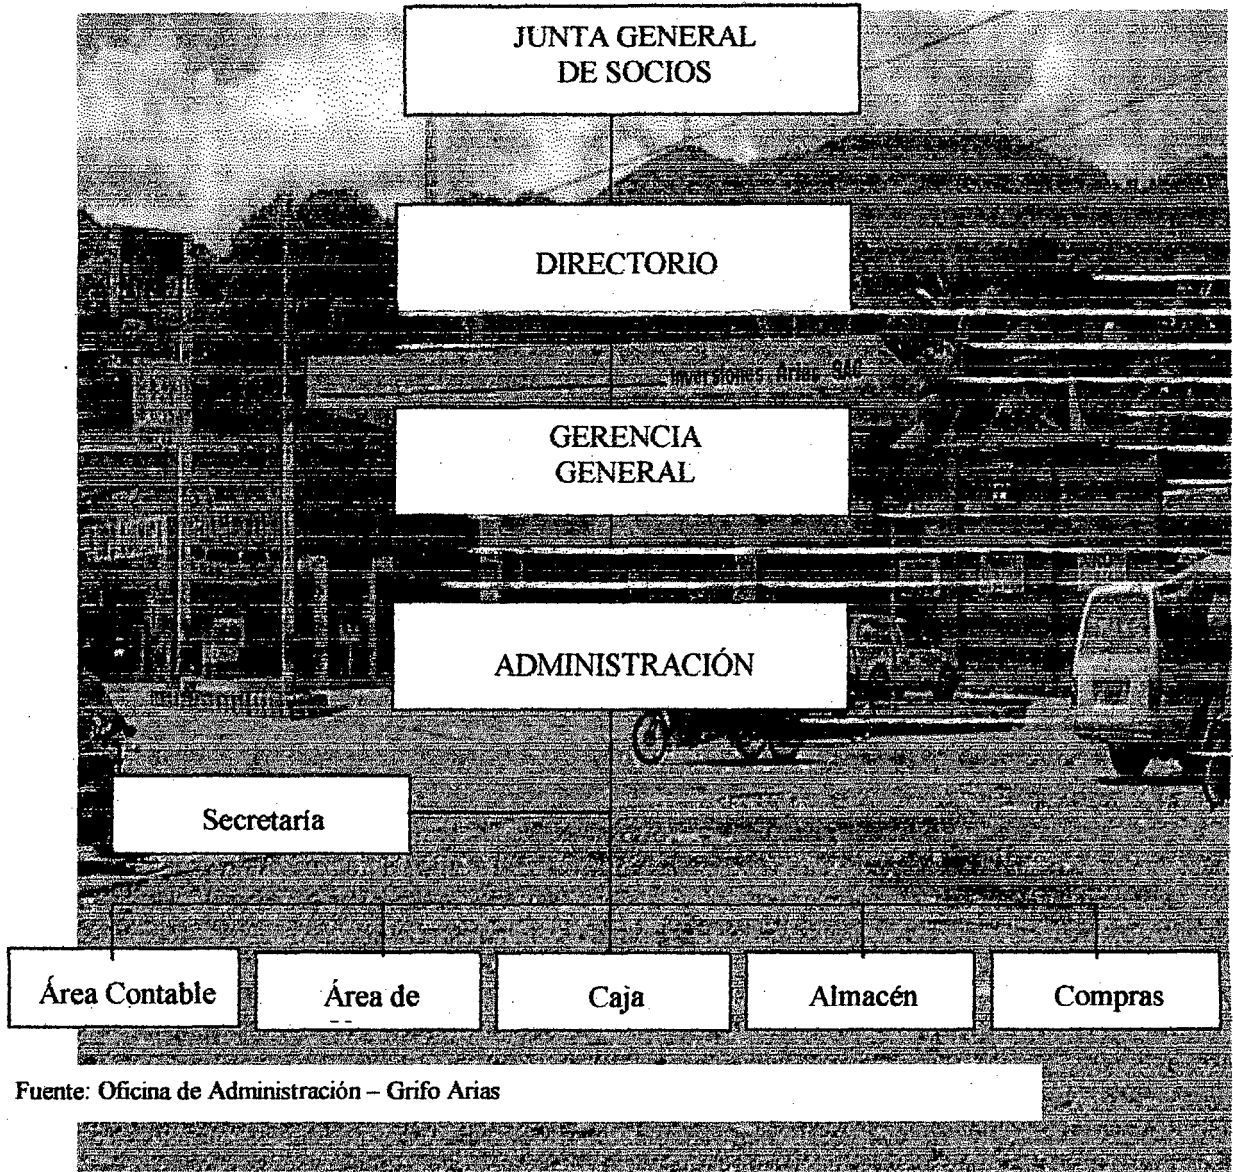 JUNTA GENERAL
DE SOCIOS
DIRECTORIO
Inversiones Arias SAC
GERENCIA
GENERAL
ADMINISTRACIÓN
Secretaría
Área Contable
Área de
Caja
Almacén
Compras
Fuente: Oficina de Administración – Grifo Arias